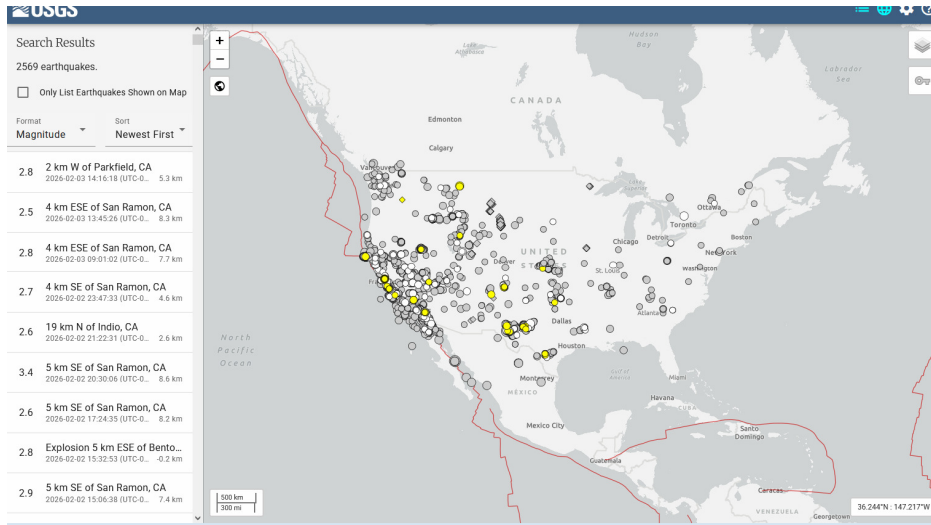 USGS
Search Results
2569 earthquakes.
Only List Earthquakes Shown on Map
Format
Magnitude
Sort
Newest First
2.8
2 km W of Parkfield, CA
2026-02-03 14:16:18 (UTC-0...
5.3 km
2.5
4 km ESE of San Ramon, CA
2026-02-03 13:45:26 (UTC-0...
8.3 km
2.8
4 km ESE of San Ramon, CA
2026-02-03 09:01:02 (UTC-0...
7.7 km
2.7
4 km SE of San Ramon, CA
2026-02-02 23:47:33 (UTC-0...
4.6 km
2.6
19 km N of Indio, CA
2026-02-02 21:22:31 (UTC-0...
2.6 km
3.4
5 km SE of San Ramon, CA
2026-02-02 20:30:06 (UTC-0...
8.6 km
2.6
5 km SE of San Ramon, CA
2026-02-02 17:24:35 (UTC-0...
8.2 km
2.8
Explosion 5 km ESE of Bento...
2026-02-02 15:32:53 (UTC-0...
-0.2 km
2.9
5 km SE of San Ramon, CA
2026-02-02 15:06:38 (UTC-0...
7.4 km
+
−
Hudson
Bay
Lake
Athabasca
Labrador
Sea
CANADA
Edmonton
Calgary
Vancouver
Lake
Superior
Ottawa
Toronto
Chicago
Detroit
Boston
New York
UNITED
STATES
Denver
St. Louis
Washington
Atlanta
Dallas
Houston
North
Pacific
Ocean
Gulf of
America
Miami
Monterrey
MÉXICO
Havana
CUBA
Mexico City
Santo
Domingo
Guatemala
Caracas
VENEZUELA
Georgetown
500 km
300 mi
36.244°N : 147.217°W